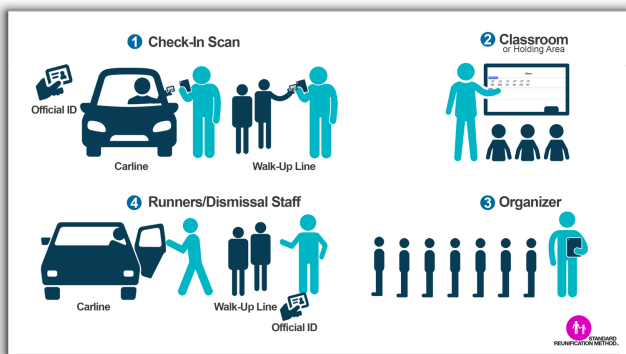 1 Check-In Scan
Official ID
Carline
Walk-Up Line
2 Classroom
or Holding Area
4 Runners/Dismissal Staff
Carline
Walk-Up Line
Official ID
3 Organizer
STANDARD
REUNIFICATION METHOD